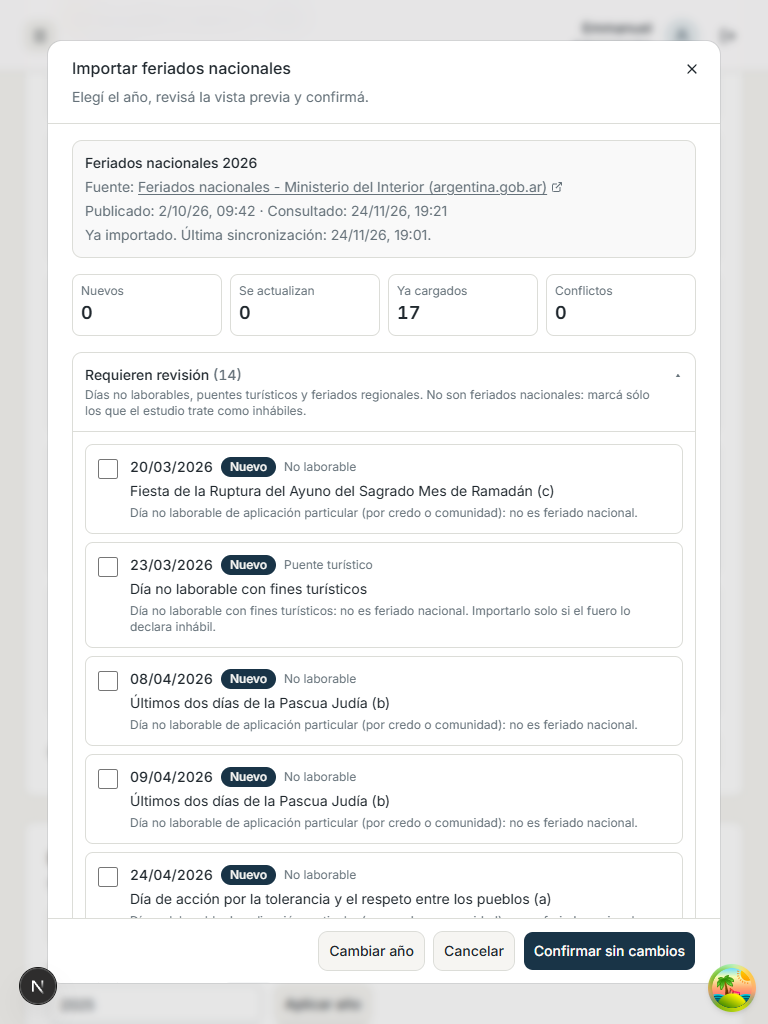 Emmanuel
Importar feriados nacionales
Elegí el año, revisá la vista previa y confirmá.
Feriados nacionales 2026
Fuente: Feriados nacionales - Ministerio del Interior (argentina.gob.ar)
Publicado: 2/10/26, 09:42 · Consultado: 24/11/26, 19:21
Ya importado. Última sincronización: 24/11/26, 19:01.
Nuevos
0
Se actualizan
0
Ya cargados
17
Conflictos
0
Requieren revisión (14)
Días no laborables, puentes turísticos y feriados regionales. No son feriados nacionales: marcá sólo
los que el estudio trate como inhábiles.
20/03/2026 Nuevo No laborable
Fiesta de la Ruptura del Ayuno del Sagrado Mes de Ramadán (c)
Día no laborable de aplicación particular (por credo o comunidad): no es feriado nacional.
23/03/2026 Nuevo Puente turístico
Día no laborable con fines turísticos
Día no laborable con fines turísticos: no es feriado nacional. Importarlo solo si el fuero lo
declara inhábil.
08/04/2026 Nuevo No laborable
Últimos dos días de la Pascua Judía (b)
Día no laborable de aplicación particular (por credo o comunidad): no es feriado nacional.
09/04/2026 Nuevo No laborable
Últimos dos días de la Pascua Judía (b)
Día no laborable de aplicación particular (por credo o comunidad): no es feriado nacional.
24/04/2026 Nuevo No laborable
Día de acción por la tolerancia y el respeto entre los pueblos (a)
Cambiar año
Cancelar
Confirmar sin cambios
N
Aplicar año